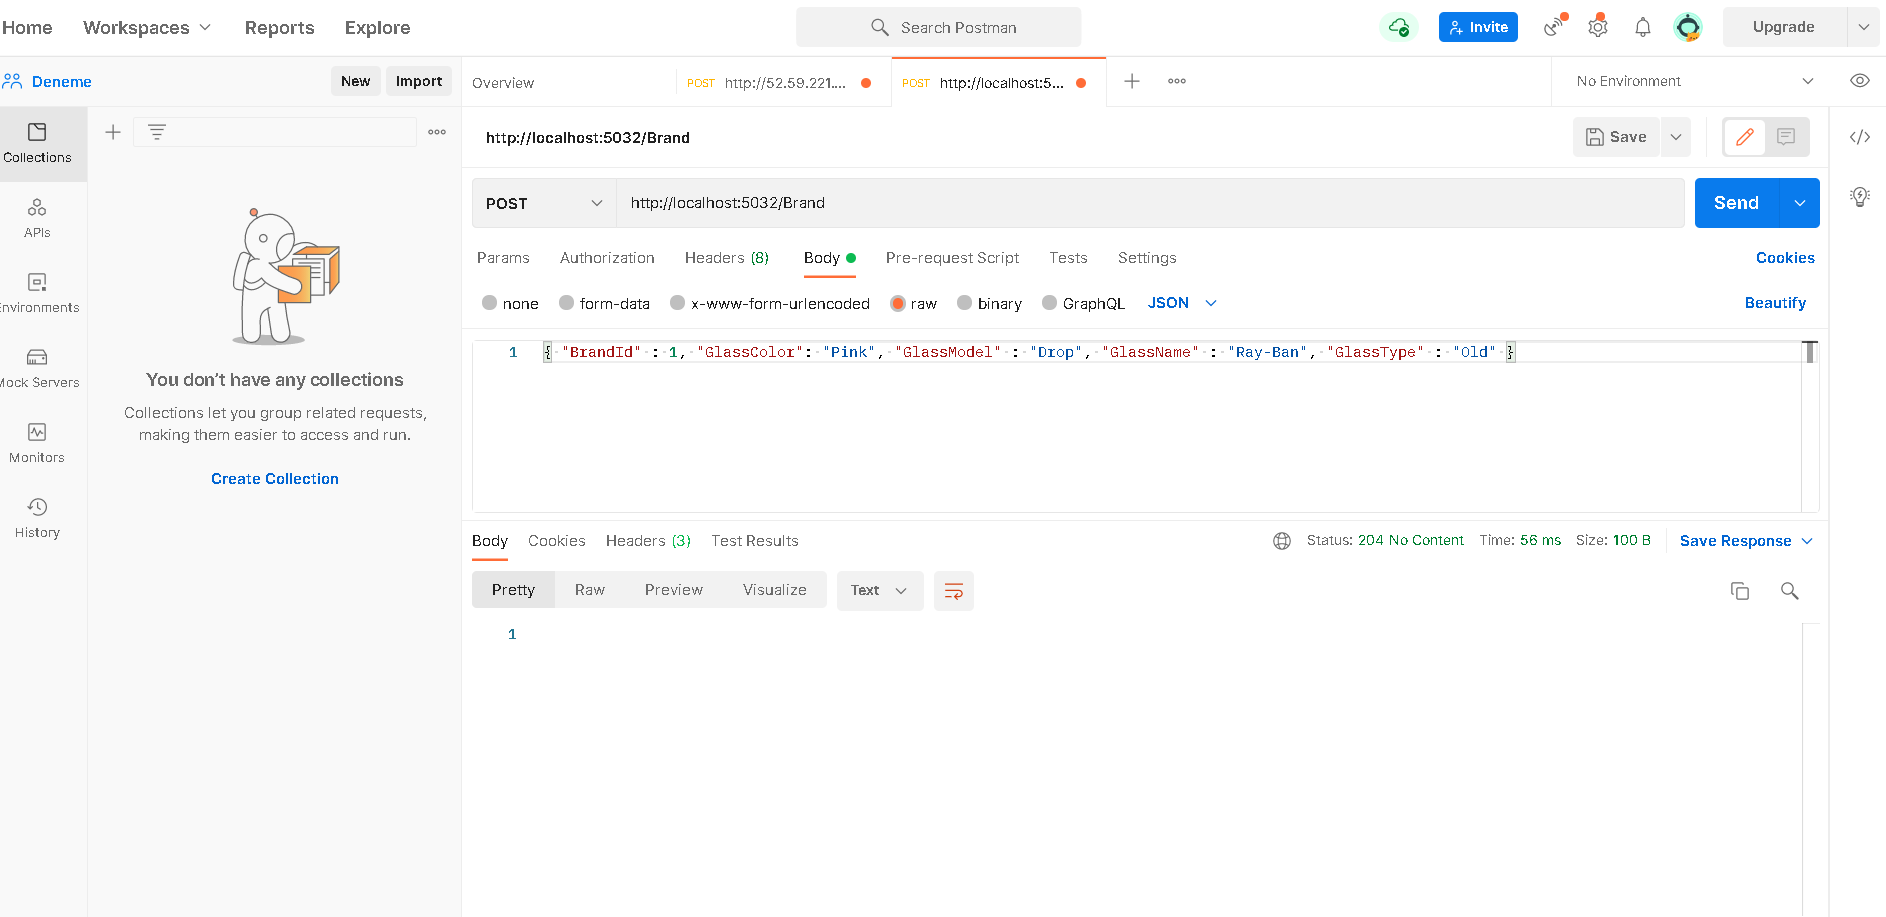 Home Workspaces Reports Explore Search Postman Invite Upgrade
Deneme New Import Overview POST http://52.59.221.... POST http://localhost:5... No Environment
Collections
http://localhost:5032/Brand Save
POST http://localhost:5032/Brand Send
APIs
Params Authorization Headers (8) Body Pre-request Script Tests Settings Cookies
nvironments
none form-data x-www-form-urlencoded raw binary GraphQL JSON Beautify
1 { "BrandId" : 1, "GlassColor": "Pink", "GlassModel" : "Drop", "GlassName" : "Ray-Ban", "GlassType" : "Old" }
Mock Servers
You don't have any collections
Collections let you group related requests,
making them easier to access and run.
Monitors
Create Collection
History
Body Cookies Headers (3) Test Results Status: 204 No Content Time: 56 ms Size: 100 B Save Response
Pretty Raw Preview Visualize Text
1